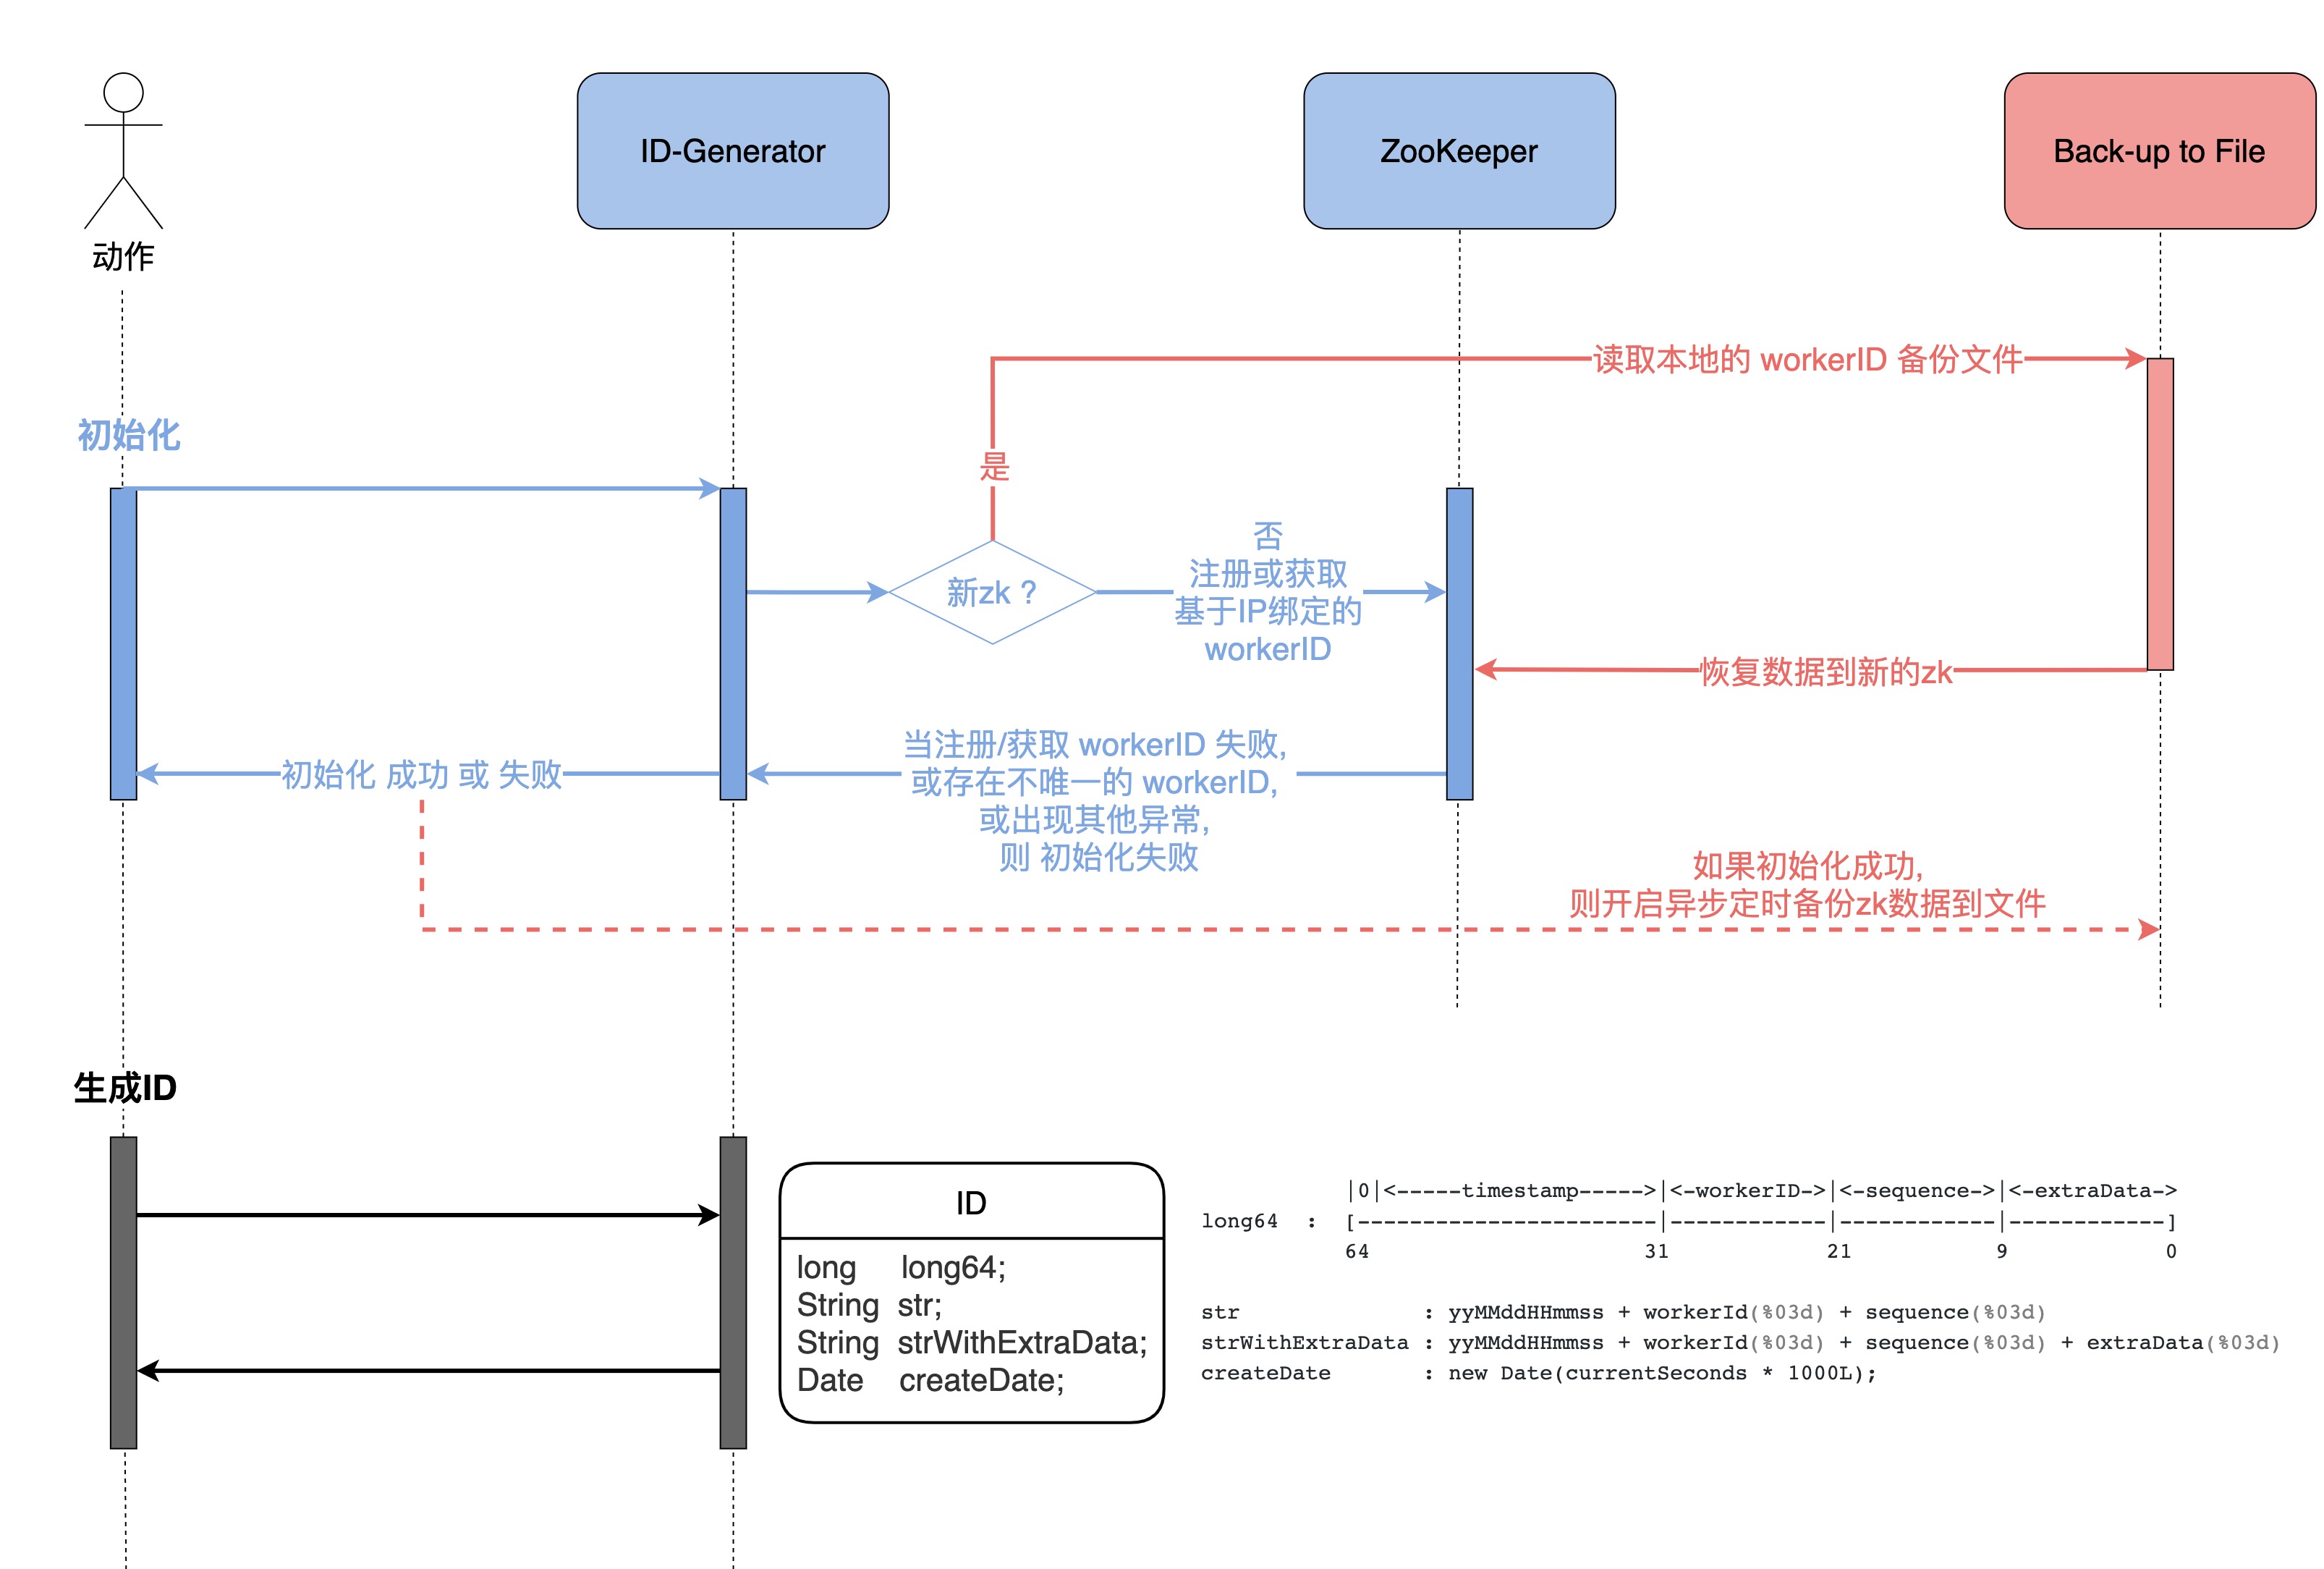 动作
ID-Generator
ZooKeeper
Back-up to File
读取本地的 workerID 备份文件
初始化
是
新zk ?
否
注册或获取
基于IP绑定的
workerID
恢复数据到新的zk
当注册/获取 workerID 失败,
或存在不唯一的 workerID,
或出现其他异常,
则 初始化失败
初始化 成功 或 失败
如果初始化成功,
则开启异步定时备份zk数据到文件
生成ID
ID
long long64;
String str;
String strWithExtraData;
Date createDate;
|0|<-----timestamp----->|<-workerID->|<-sequence->|<-extraData->
long64 : [-----------------------|------------|------------|------------]
64 31 21 9 0
str : yyMMddHHmmss + workerId(%03d) + sequence(%03d)
strWithExtraData : yyMMddHHmmss + workerId(%03d) + sequence(%03d) + extraData(%03d)
createDate : new Date(currentSeconds * 1000L);